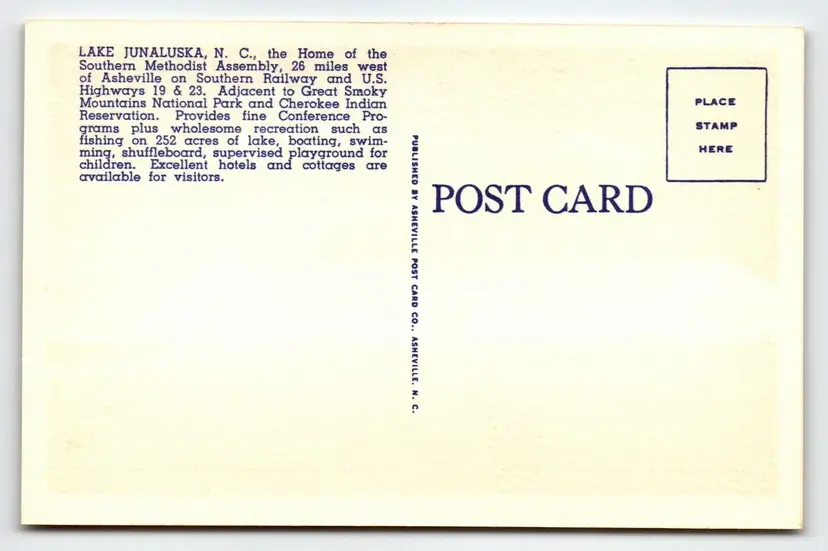 LAKE JUNALUSKA, N. C., the Home of the
Southern Methodist Assembly, 26 miles west
of Asheville on Southern Railway and U.S.
Highways 19 & 23. Adjacent to Great Smoky
Mountains National Park and Cherokee Indian
Reservation. Provides fine Conference Pro-
grams plus wholesome recreation such as
fishing on 252 acres of lake, boating, swim-
ming, shuffleboard, supervised playground for
children. Excellent hotels and cottages are
available for visitors.
PUBLISHED BY ASHEVILLE POST CARD CO., ASHEVILLE, N. C.
POST CARD
PLACE
STAMP
HERE